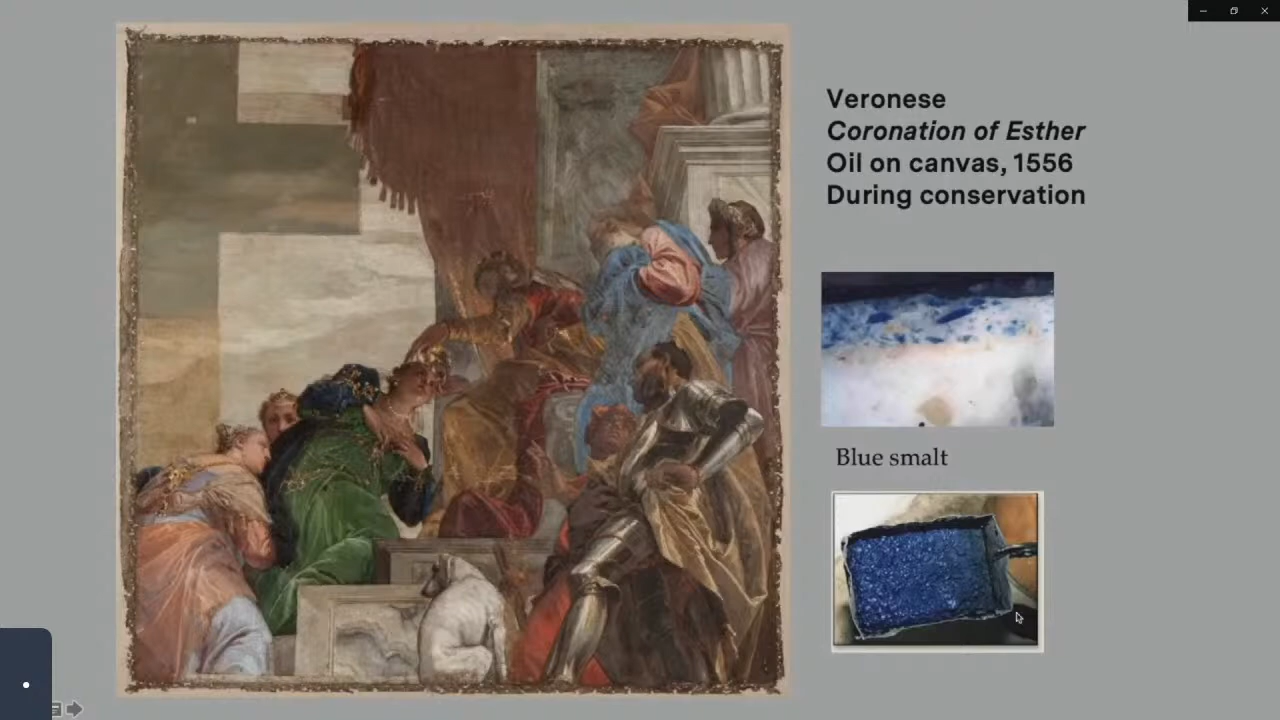 Veronese
Coronation of Esther
Oil on canvas, 1556
During conservation
Blue smalt